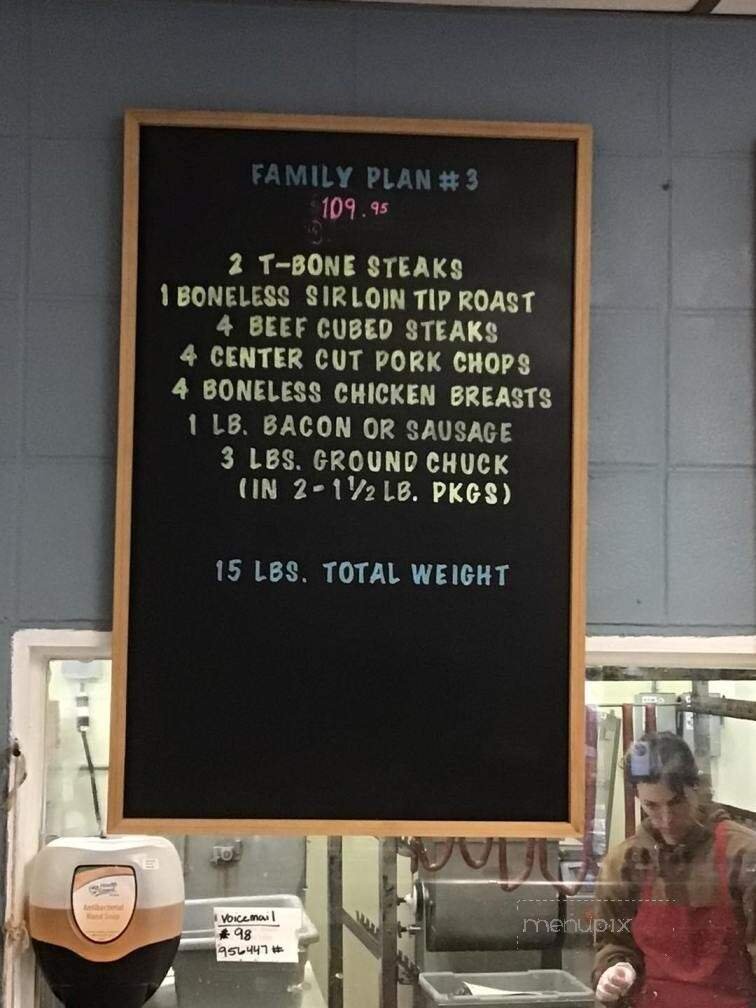 FAMILY PLAN #3
109.95
2 T-BONE STEAKS
1 BONELESS SIRLOIN TIP ROAST
4 BEEF CUBED STEAKS
4 CENTER CUT PORK CHOPS
4 BONELESS CHICKEN BREASTS
1 LB. BACON OR SAUSAGE
3 LBS. GROUND CHUCK
(IN 2-1 1/2 LB. PKGS)
15 LBS. TOTAL WEIGHT
Antibacterial
Hand Soap
voicemail
# 98
956447#
menupix